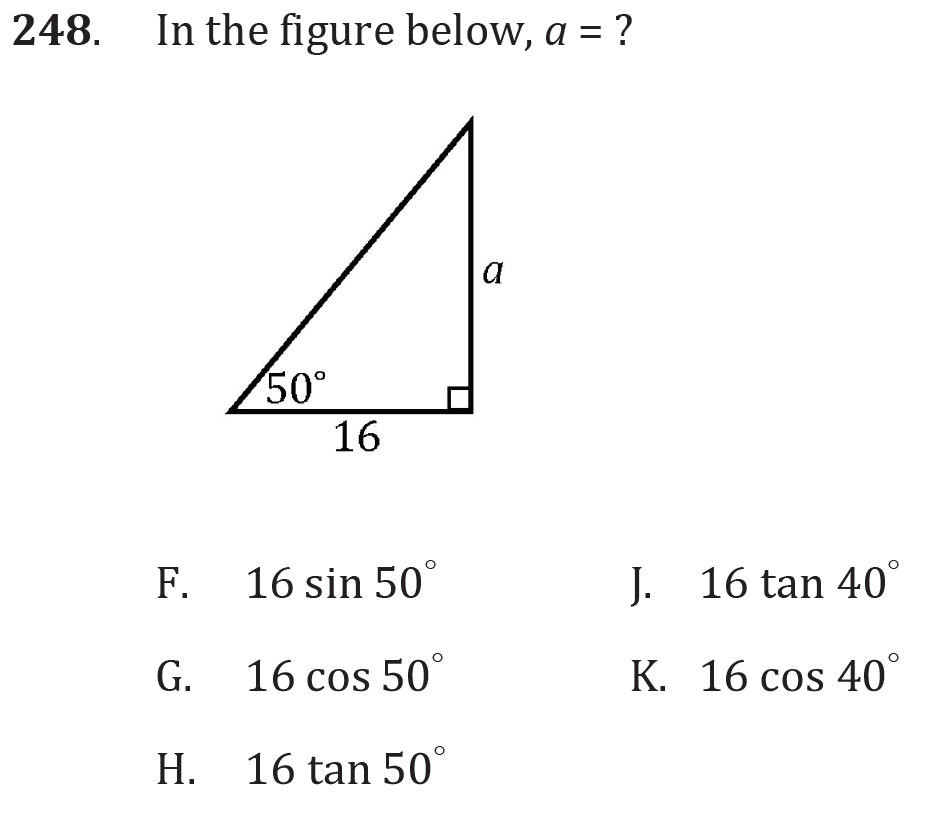 248. In the figure below, a = ?
a
50°
16
F. 16 sin 50°
J. 16 tan 40°
G. 16 cos 50°
K. 16 cos 40°
H. 16 tan 50°